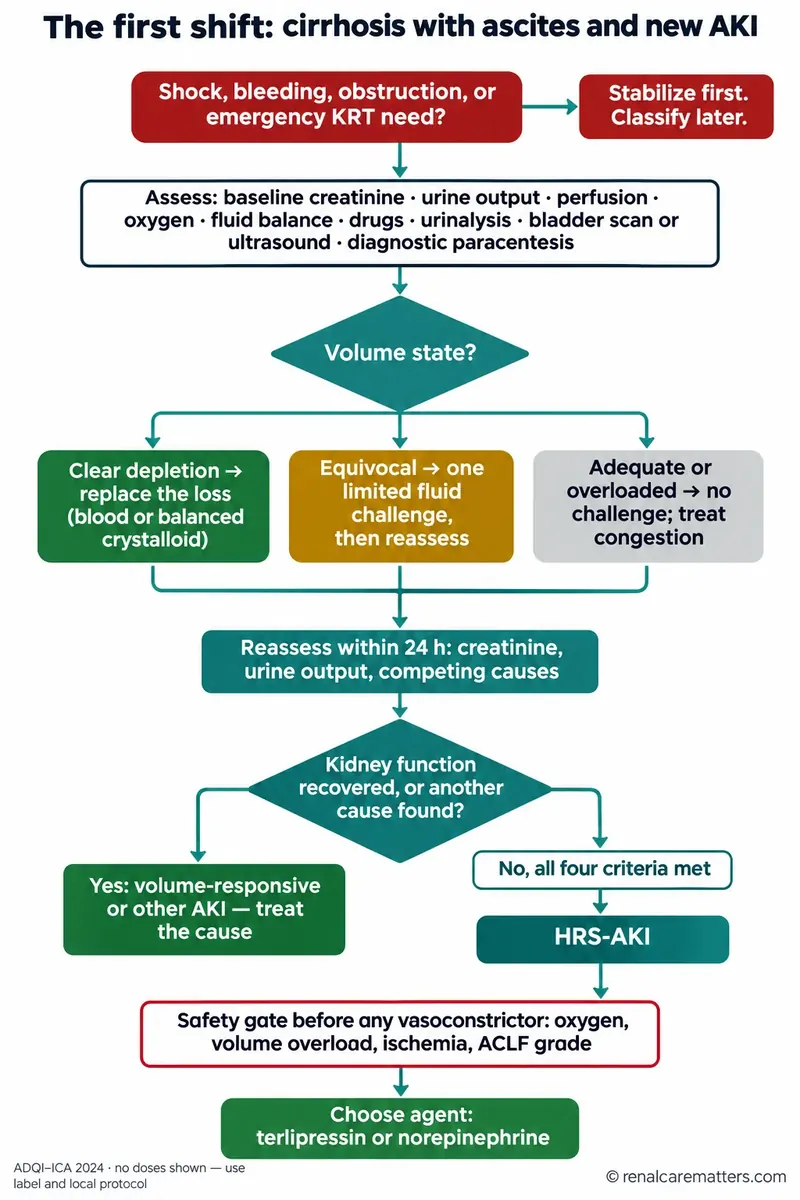 The first shift: cirrhosis with ascites and new AKI
Shock, bleeding, obstruction, or
emergency KRT need?
Stabilize first.
Classify later.
Assess: baseline creatinine · urine output · perfusion ·
oxygen · fluid balance · drugs · urinalysis · bladder scan or
ultrasound · diagnostic paracentesis
Volume state?
Clear depletion →
replace the loss
(blood or balanced
crystalloid)
Equivocal → one
limited fluid
challenge,
then reassess
Adequate or
overloaded → no
challenge; treat
congestion
Reassess within 24 h: creatinine,
urine output, competing causes
Kidney function
recovered, or another
cause found?
Yes: volume-responsive
or other AKI — treat
the cause
No, all four criteria met
HRS-AKI
Safety gate before any vasoconstrictor: oxygen,
volume overload, ischemia, ACLF grade
Choose agent:
terlipressin or norepinephrine
ADQI–ICA 2024 · no doses shown — use
label and local protocol
© renalcarematters.com